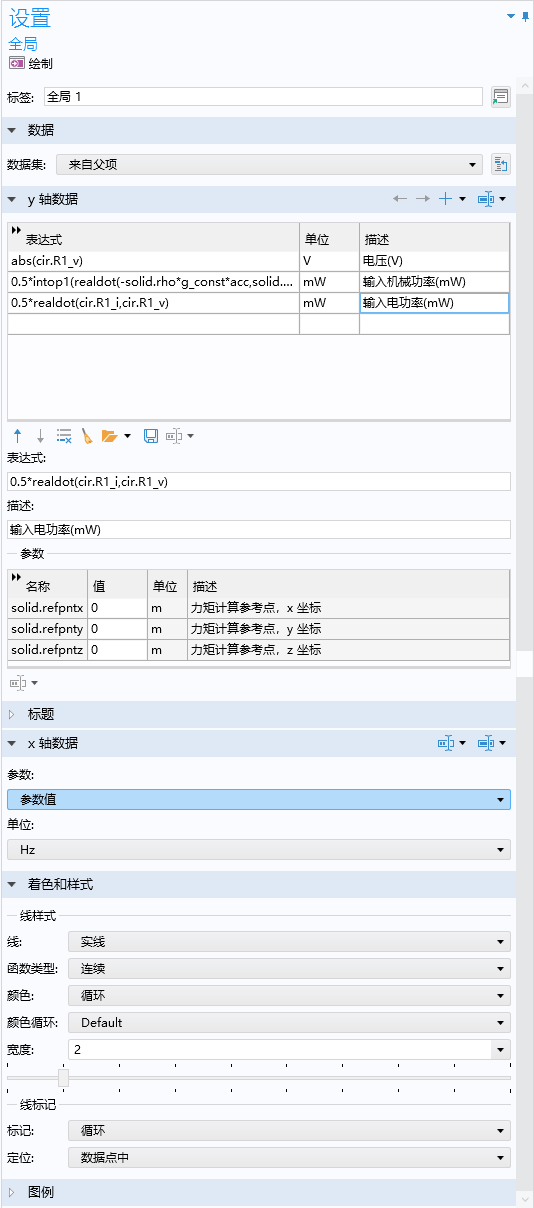 设置
全局
绘制
标签: 全局 1
数据
数据集: 来自父项
y 轴数据
表达式 单位 描述
abs(cir.R1_v) V 电压(V)
0.5*intop1(realdot(-solid.rho*g_const*acc,solid.... mW 输入机械功率(mW)
0.5*realdot(cir.R1_i,cir.R1_v) mW 输入电功率(mW)
表达式:
0.5*realdot(cir.R1_i,cir.R1_v)
描述:
输入电功率(mW)
参数
名称 值 单位 描述
solid.refpntx 0 m 力矩计算参考点，x 坐标
solid.refpnty 0 m 力矩计算参考点，y 坐标
solid.refpntz 0 m 力矩计算参考点，z 坐标
标题
x 轴数据
参数:
参数值
单位:
Hz
着色和样式
线样式
线: 实线
函数类型: 连续
颜色: 循环
颜色循环: Default
宽度: 2
线标记
标记: 循环
定位: 数据点中
图例